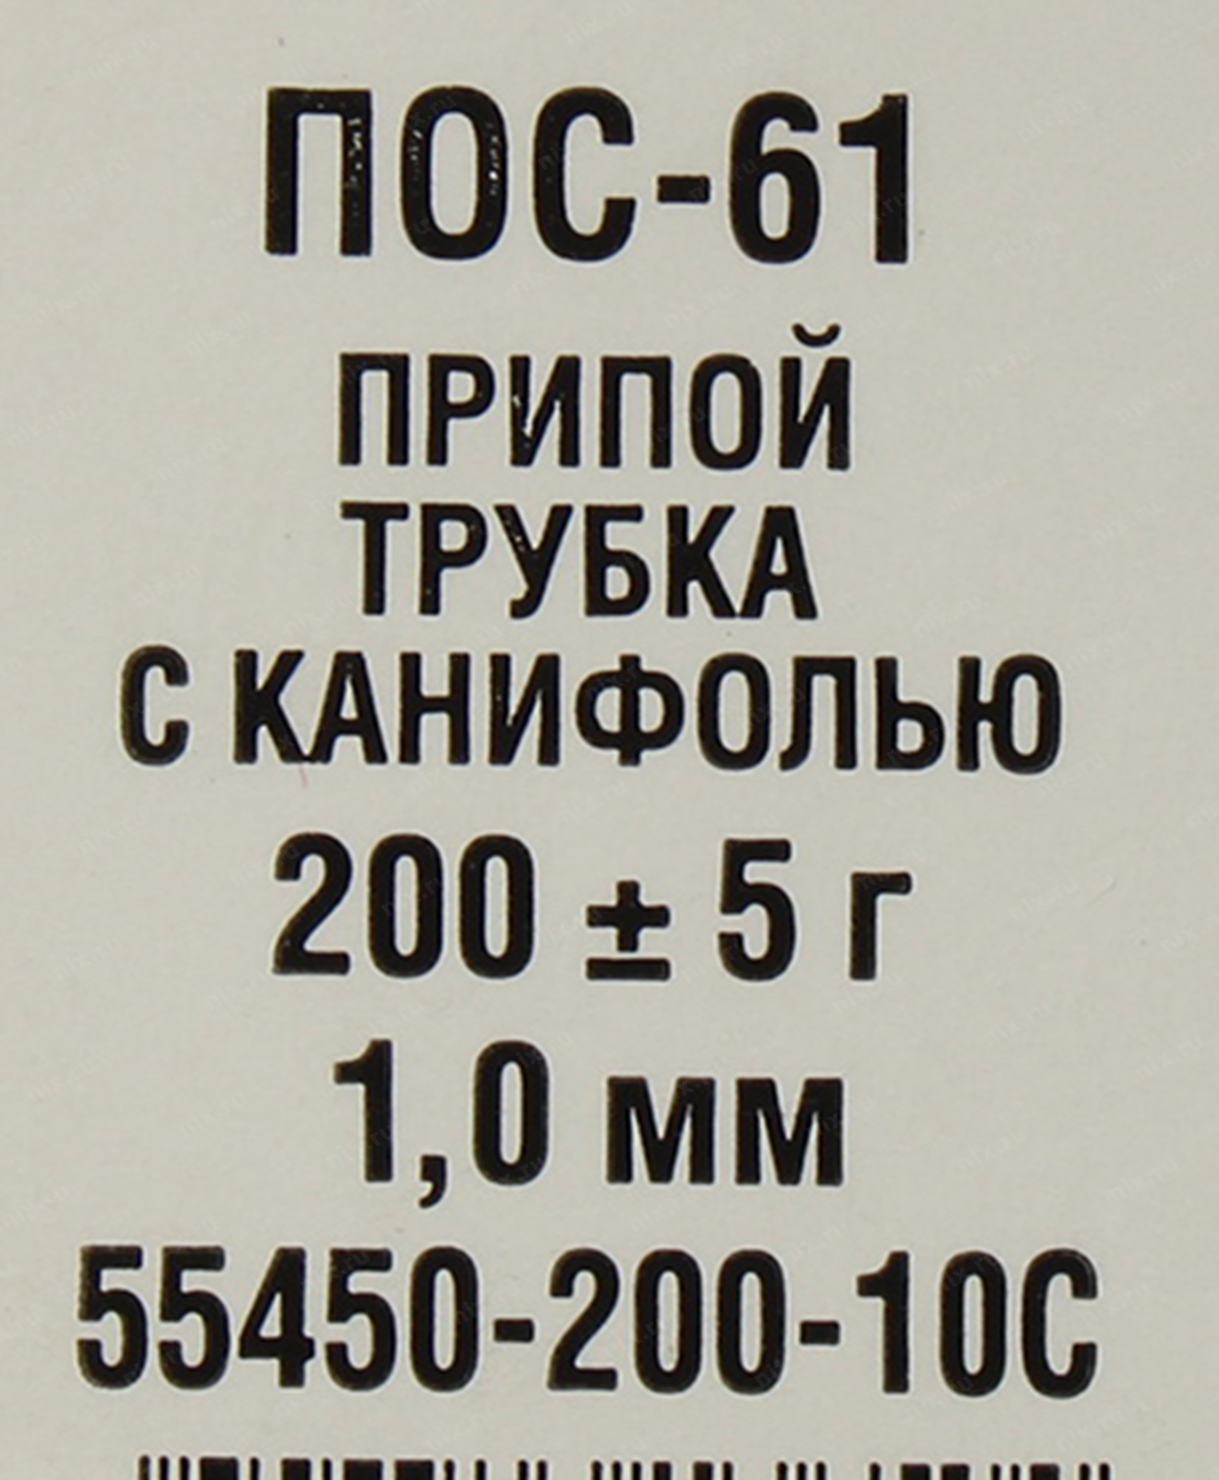 ПОС-61
ПРИПОЙ
ТРУБКА
С КАНИФОЛЬЮ
200 ± 5 г
1,0 мм
55450-200-10С